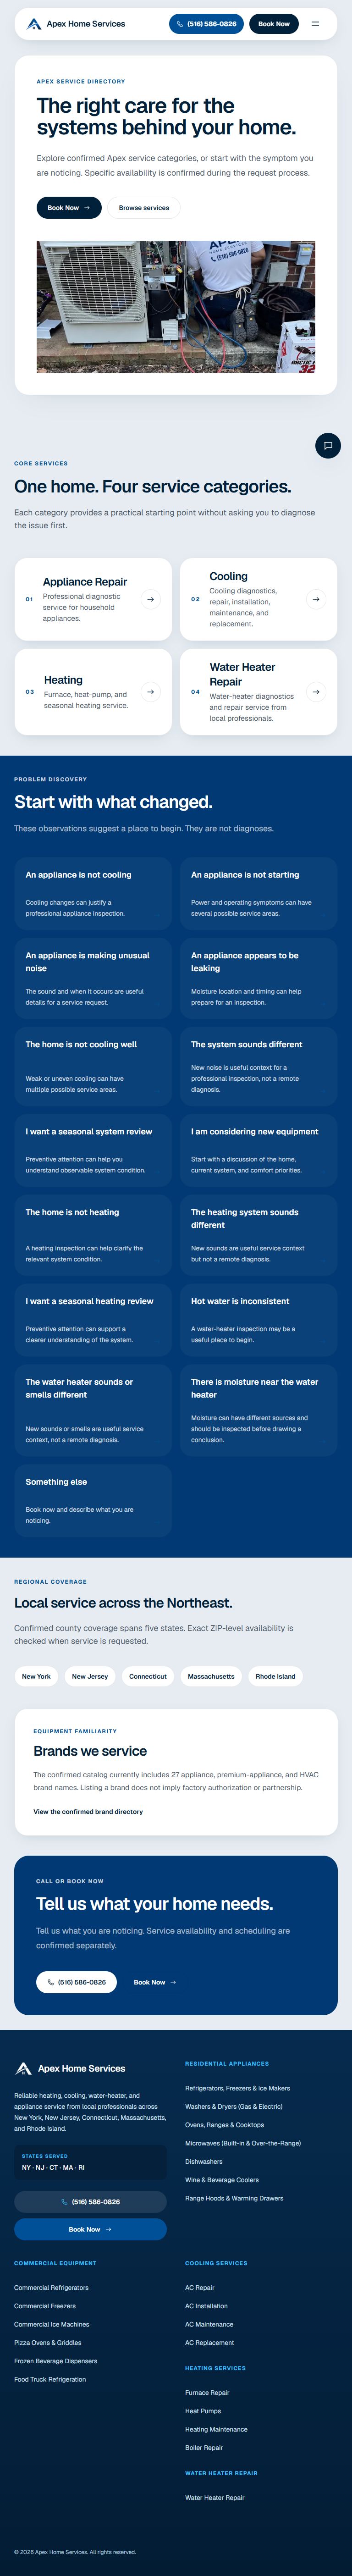 Apex Home Services
(516) 586-0826
Book Now
APEX SERVICE DIRECTORY
The right care for the
systems behind your home.
Explore confirmed Apex service categories, or start with the symptom you
are noticing. Specific availability is confirmed during the request process.
Book Now →
Browse services
APEX
(516) 586-0826
CORE SERVICES
One home. Four service categories.
Each category provides a practical starting point without asking you to diagnose
the issue first.
01
Appliance Repair
Professional diagnostic
service for household
appliances.
02
Cooling
Cooling diagnostics,
repair, installation,
maintenance, and
replacement.
03
Heating
Furnace, heat-pump, and
seasonal heating service.
04
Water Heater
Repair
Water-heater diagnostics
and repair service from
local professionals.
PROBLEM DISCOVERY
Start with what changed.
These observations suggest a place to begin. They are not diagnoses.
An appliance is not cooling
Cooling changes can justify a
professional appliance inspection.
An appliance is not starting
Power and operating symptoms can have
several possible service areas.
An appliance is making unusual
noise
The sound and when it occurs are useful
details for a service request.
An appliance appears to be
leaking
Moisture location and timing can help
prepare for an inspection.
The home is not cooling well
Weak or uneven cooling can have
multiple possible service areas.
The system sounds different
New noise is useful context for a
professional inspection, not a remote
diagnosis.
I want a seasonal system review
Preventive attention can help you
understand observable system condition.
I am considering new equipment
Start with a discussion of the home,
current system, and comfort priorities.
The home is not heating
A heating inspection can help clarify the
relevant system condition.
The heating system sounds
different
New sounds are useful service context
but not a remote diagnosis.
I want a seasonal heating review
Preventive attention can support a
clearer understanding of the system.
Hot water is inconsistent
A water-heater inspection may be a
useful place to begin.
The water heater sounds or
smells different
New sounds or smells are useful service
context, not a remote diagnosis.
There is moisture near the water
heater
Moisture can have different sources and
should be inspected before drawing a
conclusion.
Something else
Book now and describe what you are
noticing.
REGIONAL COVERAGE
Local service across the Northeast.
Confirmed county coverage spans five states. Exact ZIP-level availability is
checked when service is requested.
New York
New Jersey
Connecticut
Massachusetts
Rhode Island
EQUIPMENT FAMILIARITY
Brands we service
The confirmed catalog currently includes 27 appliance, premium-appliance, and HVAC
brand names. Listing a brand does not imply factory authorization or partnership.
View the confirmed brand directory
CALL OR BOOK NOW
Tell us what your home needs.
Tell us what you are noticing. Service availability and scheduling are
confirmed separately.
(516) 586-0826
Book Now →
Apex Home Services
Reliable heating, cooling, water-heater, and
appliance service from local professionals across
New York, New Jersey, Connecticut, Massachusetts,
and Rhode Island.
STATES SERVED
NY · NJ · CT · MA · RI
(516) 586-0826
Book Now →
RESIDENTIAL APPLIANCES
Refrigerators, Freezers & Ice Makers
Washers & Dryers (Gas & Electric)
Ovens, Ranges & Cooktops
Microwaves (Built-in & Over-the-Range)
Dishwashers
Wine & Beverage Coolers
Range Hoods & Warming Drawers
COMMERCIAL EQUIPMENT
Commercial Refrigerators
Commercial Freezers
Commercial Ice Machines
Pizza Ovens & Griddles
Frozen Beverage Dispensers
Food Truck Refrigeration
COOLING SERVICES
AC Repair
AC Installation
AC Maintenance
AC Replacement
HEATING SERVICES
Furnace Repair
Heat Pumps
Heating Maintenance
Boiler Repair
WATER HEATER REPAIR
Water Heater Repair
© 2026 Apex Home Services. All rights reserved.